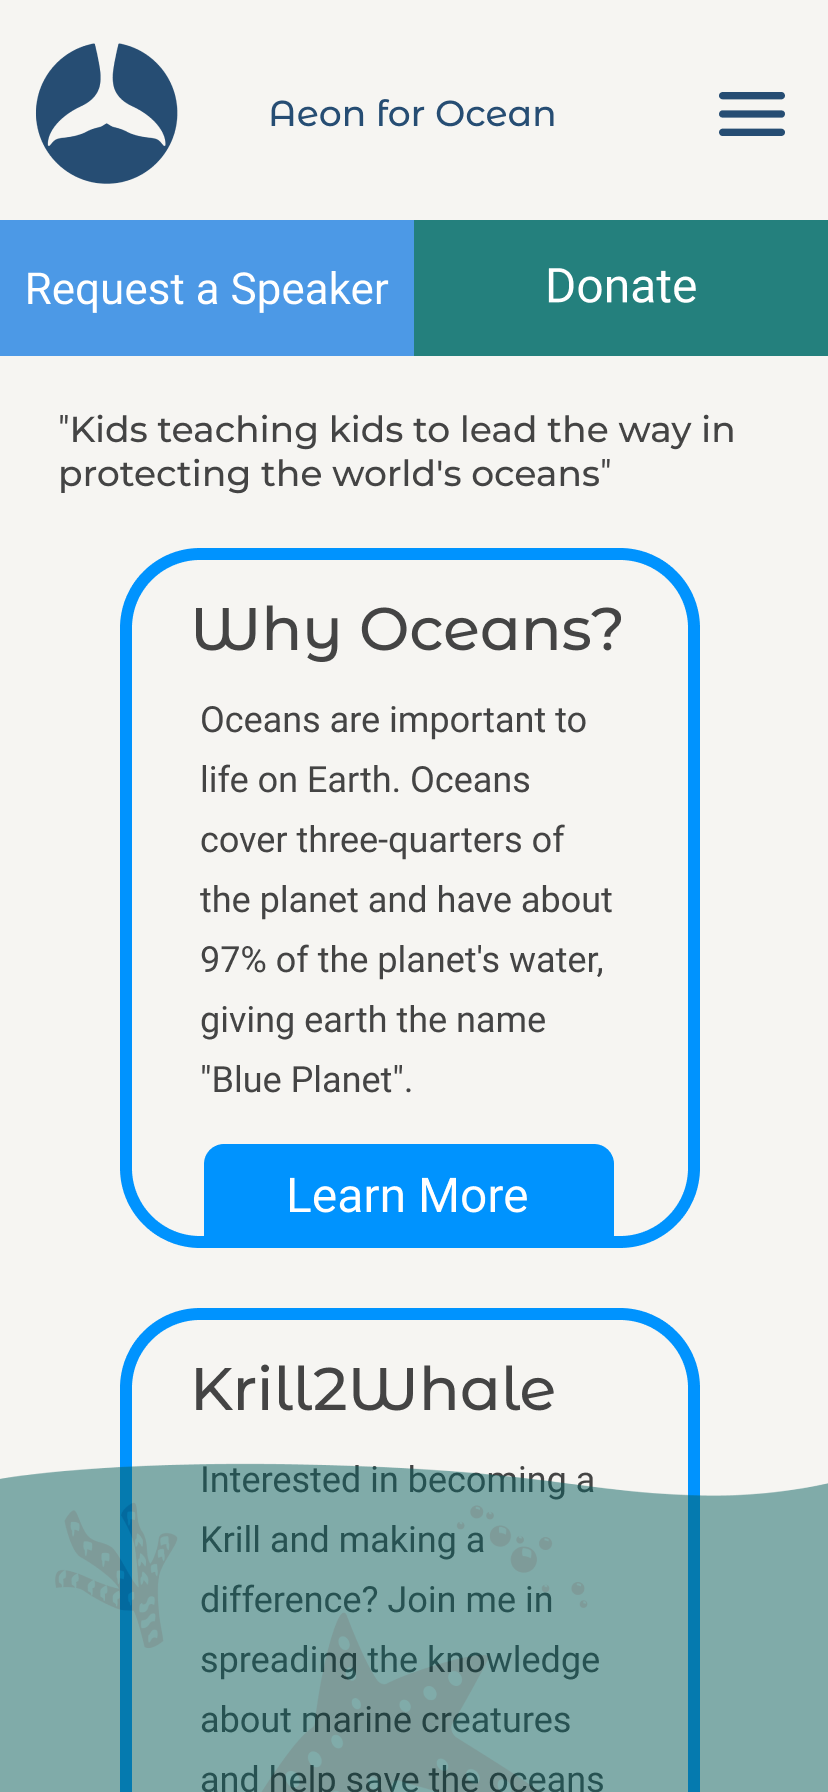 Aeon for Ocean
Request a Speaker
Donate
"Kids teaching kids to lead the way in
protecting the world's oceans"
Why Oceans?
Oceans are important to
life on Earth. Oceans
cover three-quarters of
the planet and have about
97% of the planet's water,
giving earth the name
"Blue Planet".
Learn More
Krill2Whale
Interested in becoming a
Krill and making a
difference? Join me in
spreading the knowledge
about marine creatures
and help save the oceans